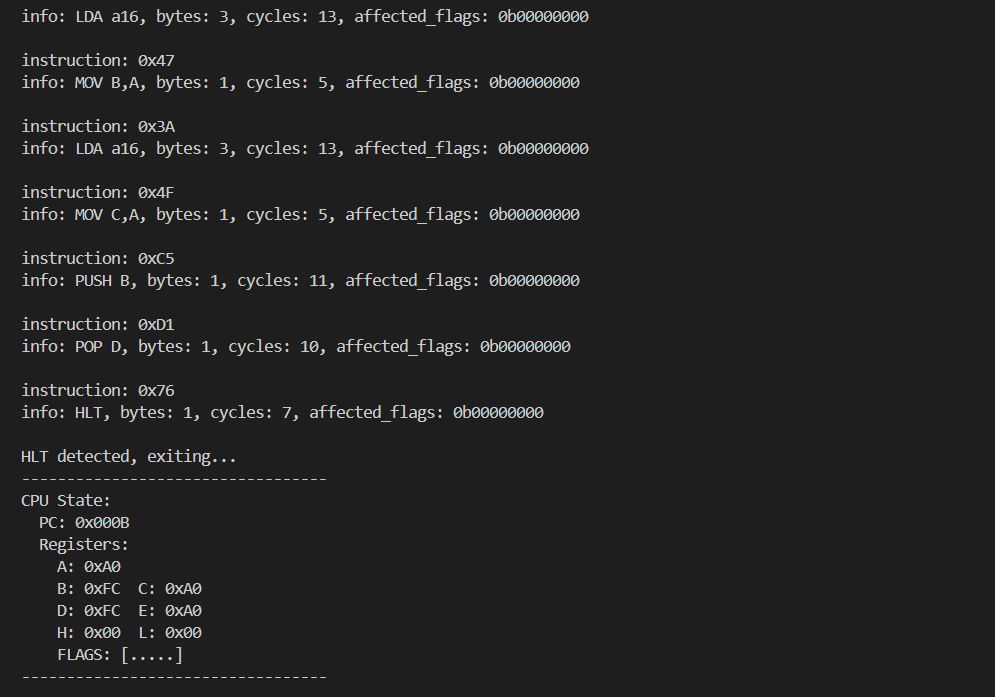 info: LDA a16, bytes: 3, cycles: 13, affected_flags: 0b00000000
instruction: 0x47
info: MOV B,A, bytes: 1, cycles: 5, affected_flags: 0b00000000
instruction: 0x3A
info: LDA a16, bytes: 3, cycles: 13, affected_flags: 0b00000000
instruction: 0x4F
info: MOV C,A, bytes: 1, cycles: 5, affected_flags: 0b00000000
instruction: 0xC5
info: PUSH B, bytes: 1, cycles: 11, affected_flags: 0b00000000
instruction: 0xD1
info: POP D, bytes: 1, cycles: 10, affected_flags: 0b00000000
instruction: 0x76
info: HLT, bytes: 1, cycles: 7, affected_flags: 0b00000000
HLT detected, exiting...
----------------------------------
CPU State:
PC: 0x000B
Registers:
A: 0xA0
B: 0xFC C: 0xA0
D: 0xFC E: 0xA0
H: 0x00 L: 0x00
FLAGS: [.....]
----------------------------------